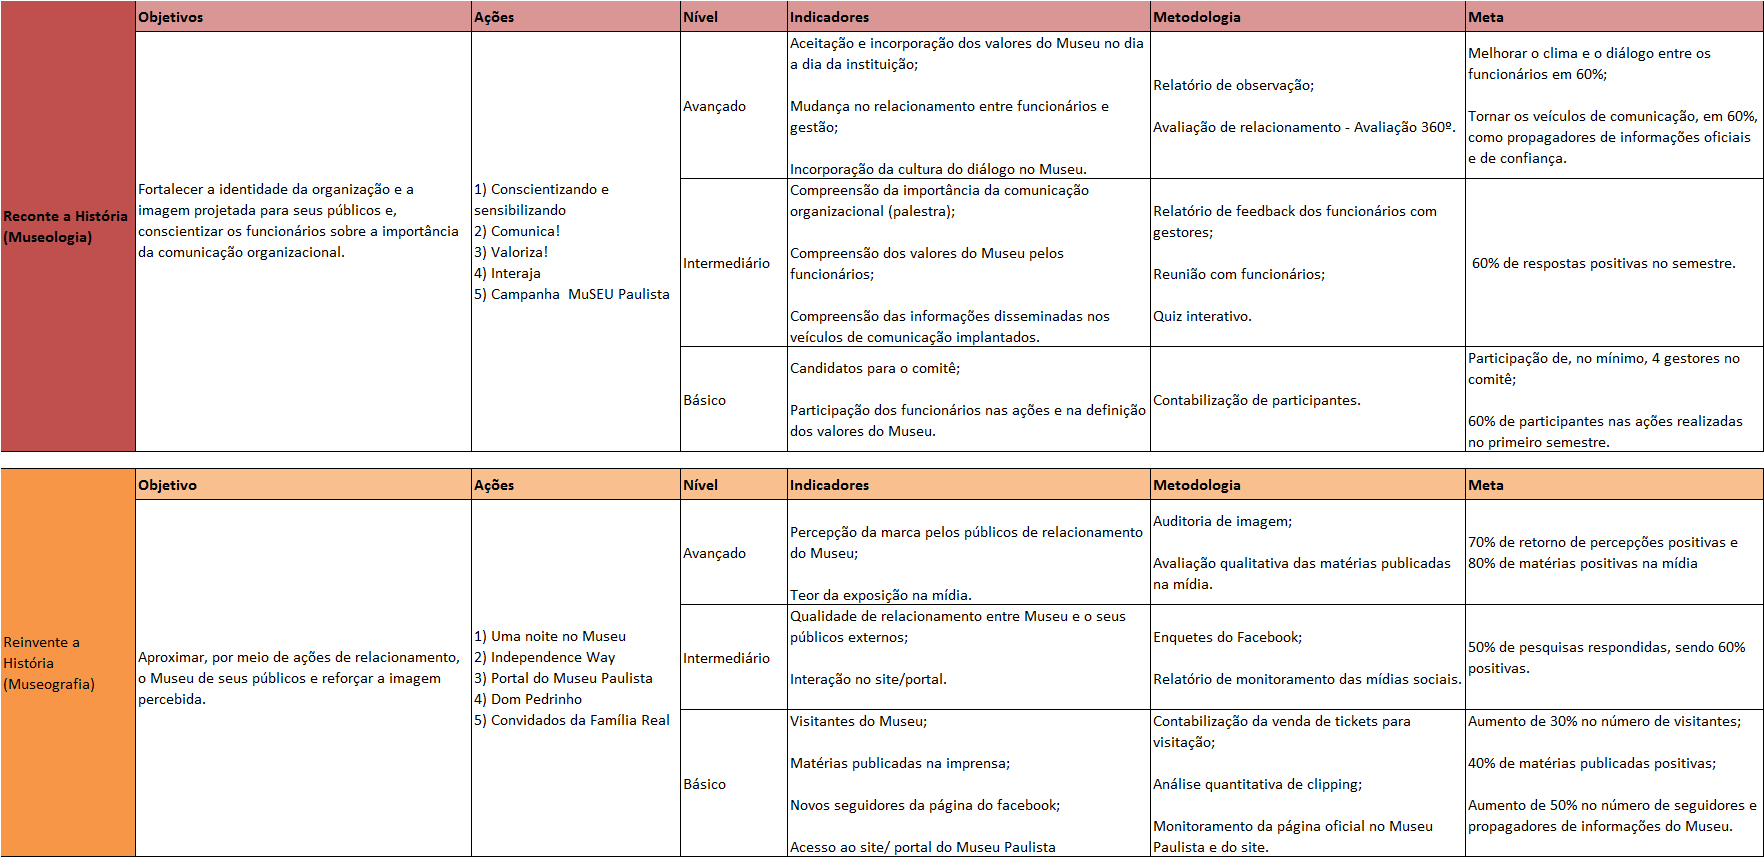 Objetivos
Ações
Nível
Indicadores
Metodologia
Meta
Reconte a História
(Museologia)
Fortalecer a identidade da organização e a
imagem projetada para seus públicos e,
conscientizar os funcionários sobre a importância
da comunicação organizacional.
1) Conscientizando e
sensibilizando
2) Comunica!
3) Valoriza!
4) Interaja
5) Campanha  MuSEU Paulista
Avançado
Aceitação e incorporação dos valores do Museu no dia
a dia da instituição;
Mudança no relacionamento entre funcionários e
gestão;
Incorporação da cultura do diálogo no Museu.
Relatório de observação;
Avaliação de relacionamento - Avaliação 360º.
Melhorar o clima e o diálogo entre os
funcionários em 60%;
Tornar os veículos de comunicação, em 60%,
como propagadores de informações oficiais
e de confiança.
Intermediário
Compreensão da importância da comunicação
organizacional (palestra);
Compreensão dos valores do Museu pelos
funcionários;
Compreensão das informações disseminadas nos
veículos de comunicação implantados.
Relatório de feedback dos funcionários com
gestores;
Reunião com funcionários;
Quiz interativo.
60% de respostas positivas no semestre.
Básico
Candidatos para o comitê;
Participação dos funcionários nas ações e na definição
dos valores do Museu.
Contabilização de participantes.
Participação de, no mínimo, 4 gestores no
comitê;
60% de participantes nas ações realizadas
no primeiro semestre.
Objetivo
Ações
Nível
Indicadores
Metodologia
Meta
Reinvente a
História
(Museografia)
Aproximar, por meio de ações de relacionamento,
o Museu de seus públicos e reforçar a imagem
percebida.
1) Uma noite no Museu
2) Independence Way
3) Portal do Museu Paulista
4) Dom Pedrinho
5) Convidados da Família Real
Avançado
Percepção da marca pelos públicos de relacionamento
do Museu;
Teor da exposição na mídia.
Auditoria de imagem;
Avaliação qualitativa das matérias publicadas
na mídia.
70% de retorno de percepções positivas e
80% de matérias positivas na mídia
Intermediário
Qualidade de relacionamento entre Museu e o seus
públicos externos;
Interação no site/portal.
Enquetes do Facebook;
Relatório de monitoramento das mídias sociais.
50% de pesquisas respondidas, sendo 60%
positivas.
Básico
Visitantes do Museu;
Matérias publicadas na imprensa;
Novos seguidores da página do facebook;
Acesso ao site/ portal do Museu Paulista
Contabilização da venda de tickets para
visitação;
Análise quantitativa de clipping;
Monitoramento da página oficial no Museu
Paulista e do site.
Aumento de 30% no número de visitantes;
40% de matérias publicadas positivas;
Aumento de 50% no número de seguidores e
propagadores de informações do Museu.